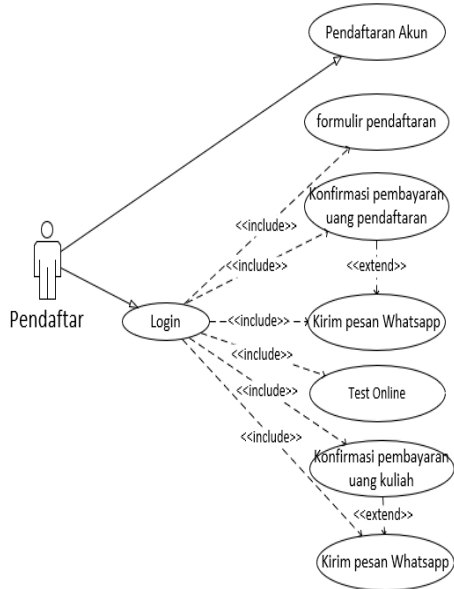 Pendaftaran Akun
formulir pendaftaran
Konfirmasi pembayaran
uang pendaftaran
<<include>>
<<include>>
<<extend>>
Pendaftar
Login
<<include>>
Kirim pesan Whatsapp
<<include>>
<<include>>
Test Online
<<include>>
Konfirmasi pembayaran
uang kuliah
<<extend>>
Kirim pesan Whatsapp